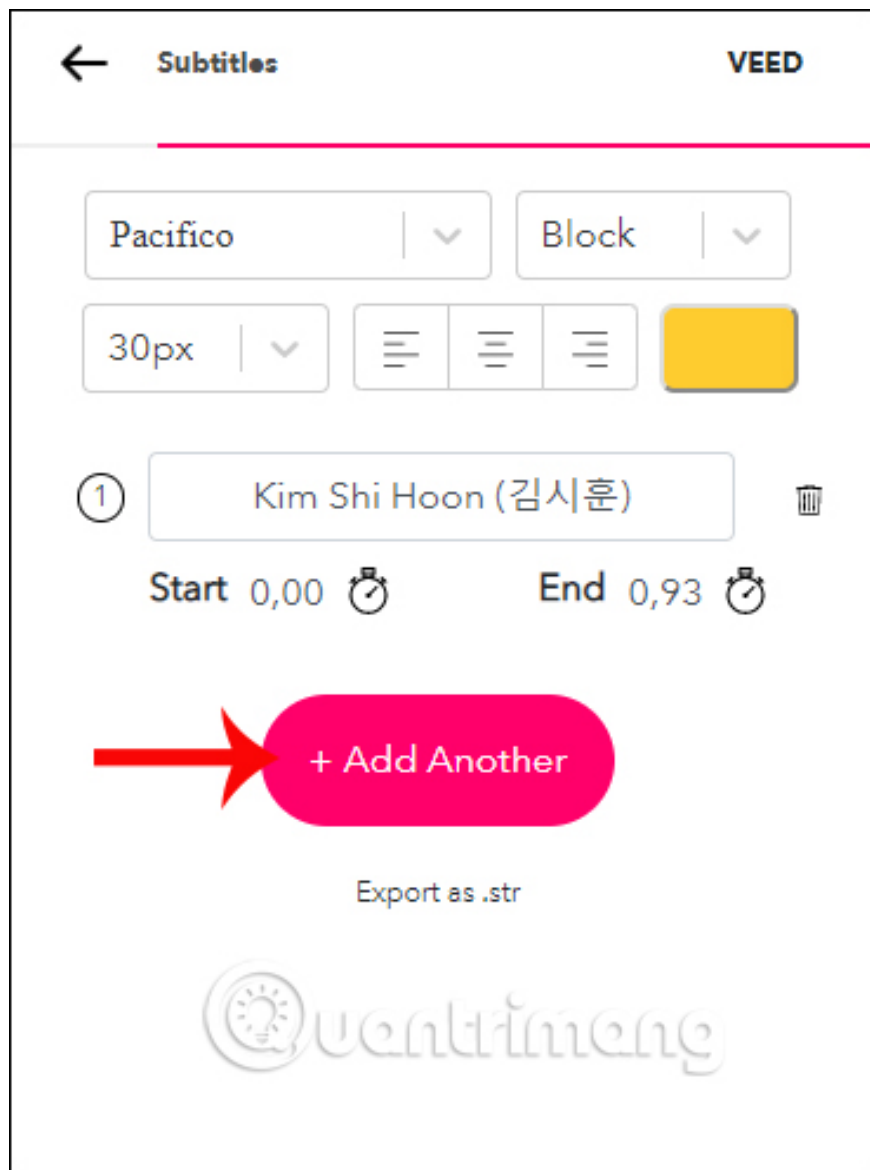 Subtitles VEED
Pacifico Block
30px
1 Kim Shi Hoon (김시훈)
Start 0,00 End 0,93
+ Add Another
Export as .str
Quantrimang